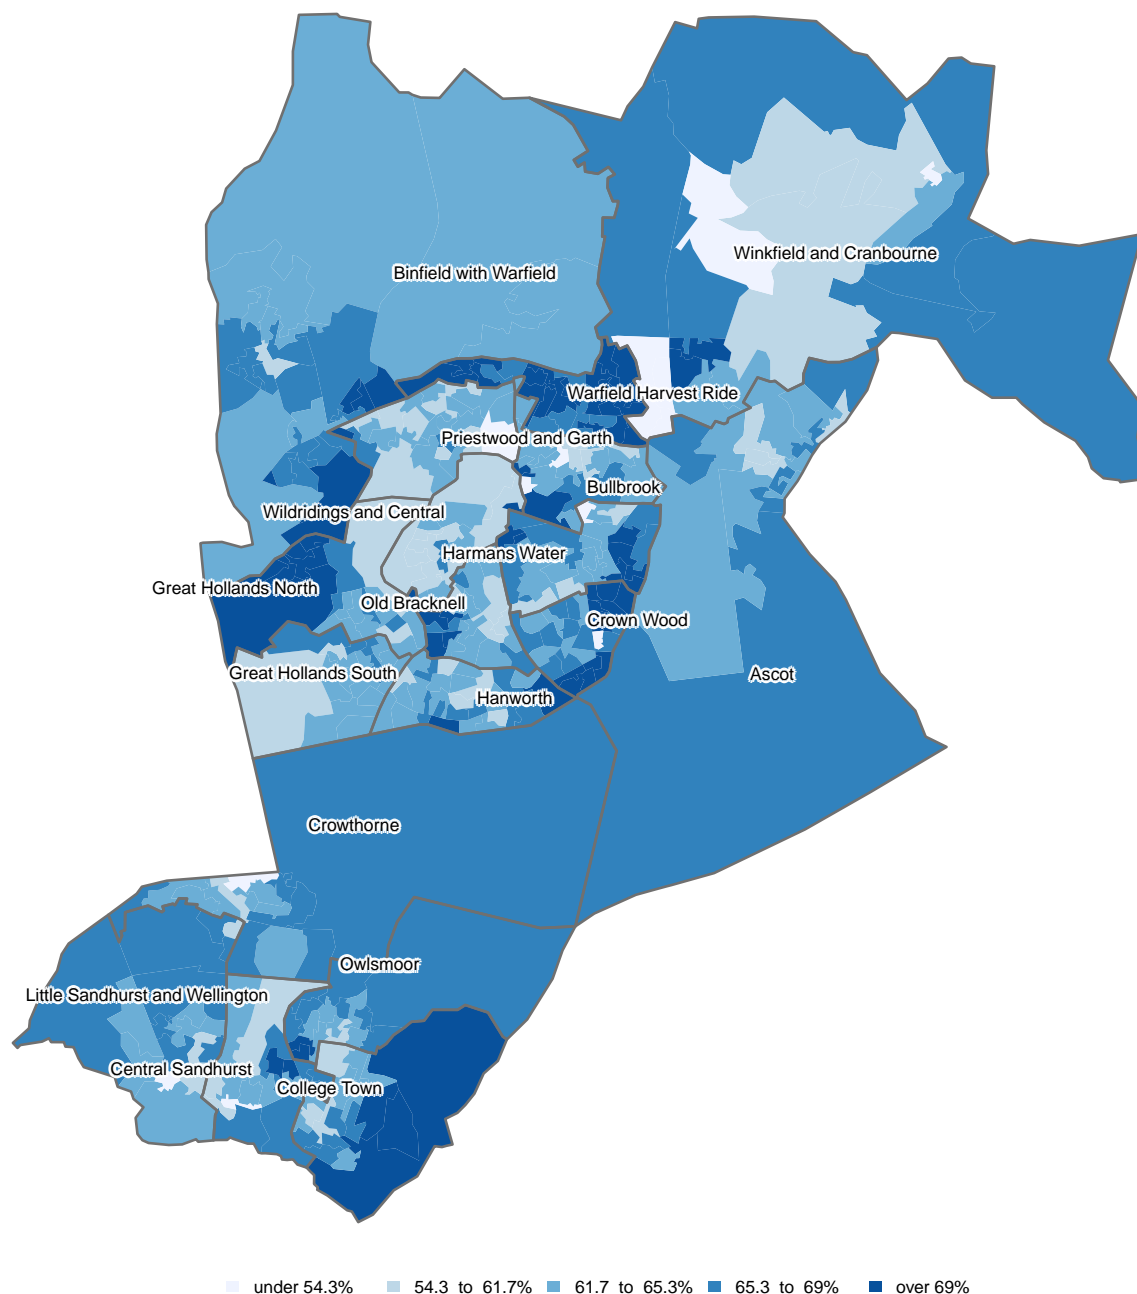 Winkfield and Cranbourne
Binfield with Warfield
Warfield Harvest Ride
Priestwood and Garth
Bullbrook
Wildridings and Central
Harmans Water
Great Hollands North
Old Bracknell
Crown Wood
Great Hollands South
Ascot
Hanworth
Crowthorne
Owlsmoor
Little Sandhurst and Wellington
Central Sandhurst
College Town
under 54.3% 54.3 to 61.7% 61.7 to 65.3% 65.3 to 69% over 69%